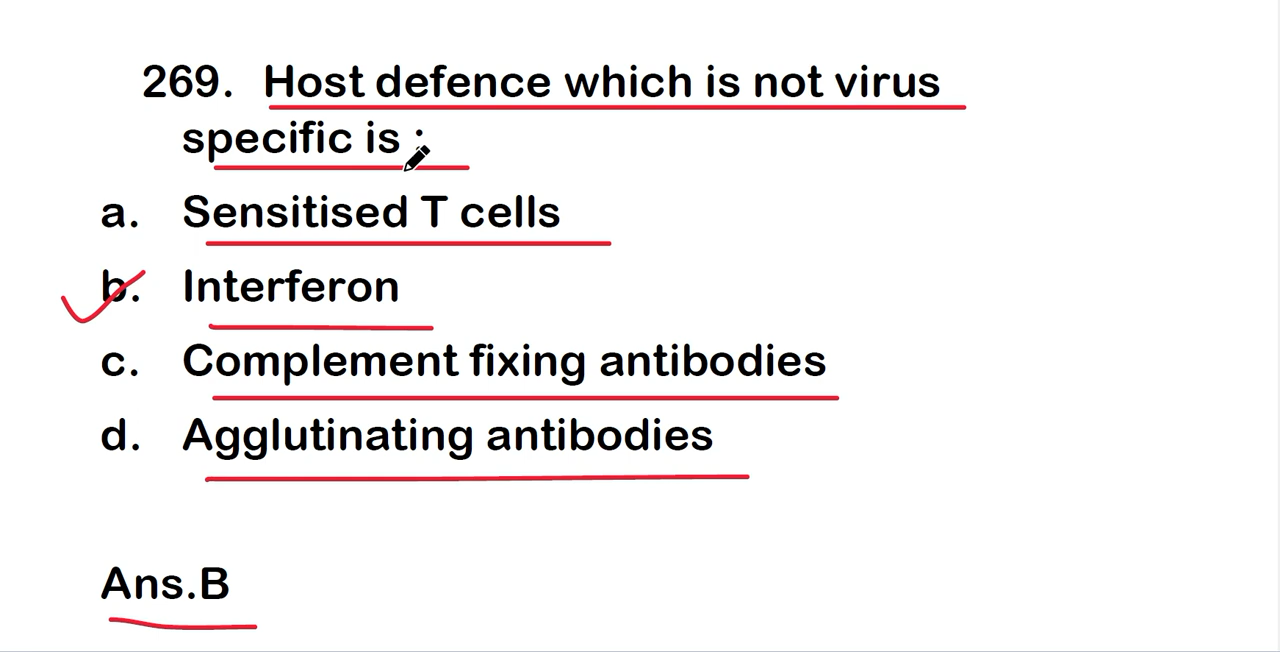 269. Host defence which is not virus
specific is :
a. Sensitised T cells
b. Interferon
c. Complement fixing antibodies
d. Agglutinating antibodies
Ans.B